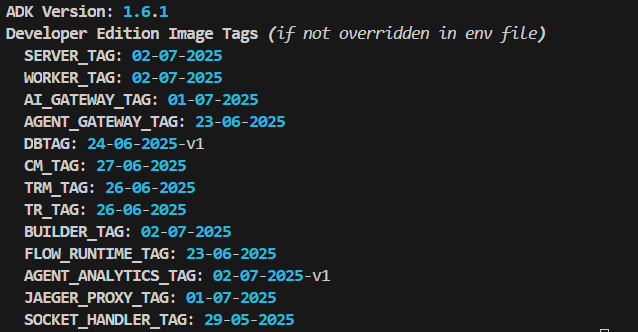 ADK Version: 1.6.1
Developer Edition Image Tags (if not overridden in env file)
SERVER_TAG: 02-07-2025
WORKER_TAG: 02-07-2025
AI_GATEWAY_TAG: 01-07-2025
AGENT_GATEWAY_TAG: 23-06-2025
DBTAG: 24-06-2025-v1
CM_TAG: 27-06-2025
TRM_TAG: 26-06-2025
TR_TAG: 26-06-2025
BUILDER_TAG: 02-07-2025
FLOW_RUNTIME_TAG: 23-06-2025
AGENT_ANALYTICS_TAG: 02-07-2025-v1
JAEGER_PROXY_TAG: 01-07-2025
SOCKET_HANDLER_TAG: 29-05-2025